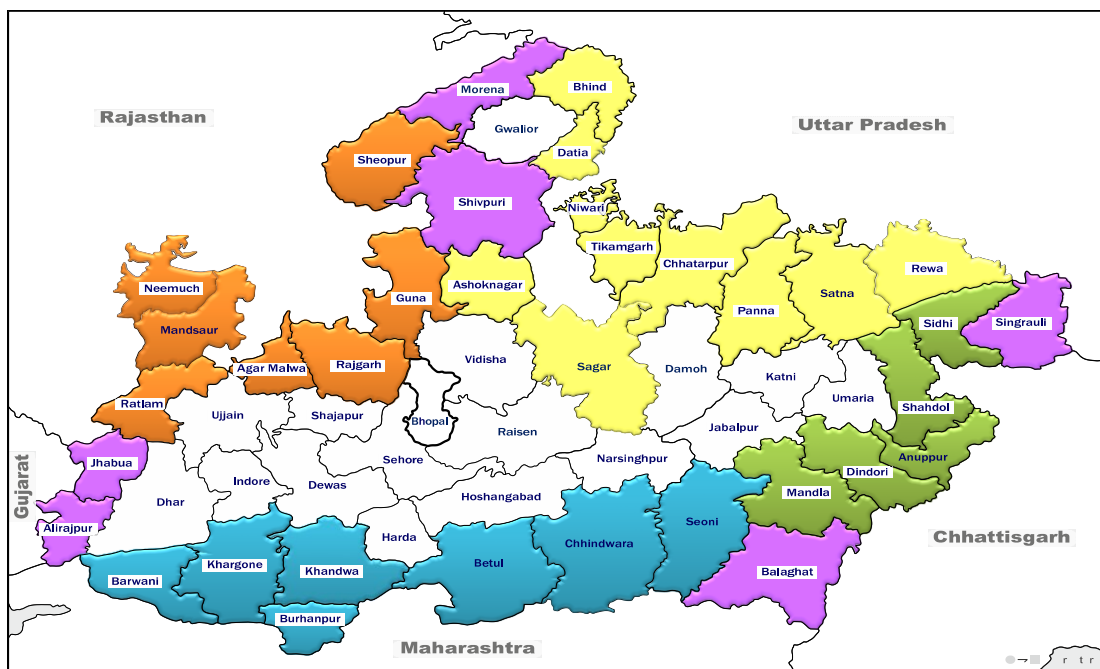 Rajasthan
Uttar Pradesh
Gujarat
Chhattisgarh
Maharashtra
Morena
Bhind
Gwalior
Datia
Sheopur
Shivpuri
Niwari
Tikamgarh
Chhatarpur
Rewa
Neemuch
Guna
Ashoknagar
Panna
Satna
Mandsaur
Sidhi
Singrauli
Agar Malwa
Rajgarh
Vidisha
Sagar
Damoh
Katni
Ratlam
Ujjain
Shajapur
Bhopal
Raisen
Jabalpur
Umaria
Shahdol
Jhabua
Sehore
Narsinghpur
Anuppur
Dindori
Dhar
Indore
Dewas
Hoshangabad
Mandla
Alirajpur
Harda
Seoni
Barwani
Khargone
Khandwa
Betul
Chhindwara
Balaghat
Burhanpur
r t r